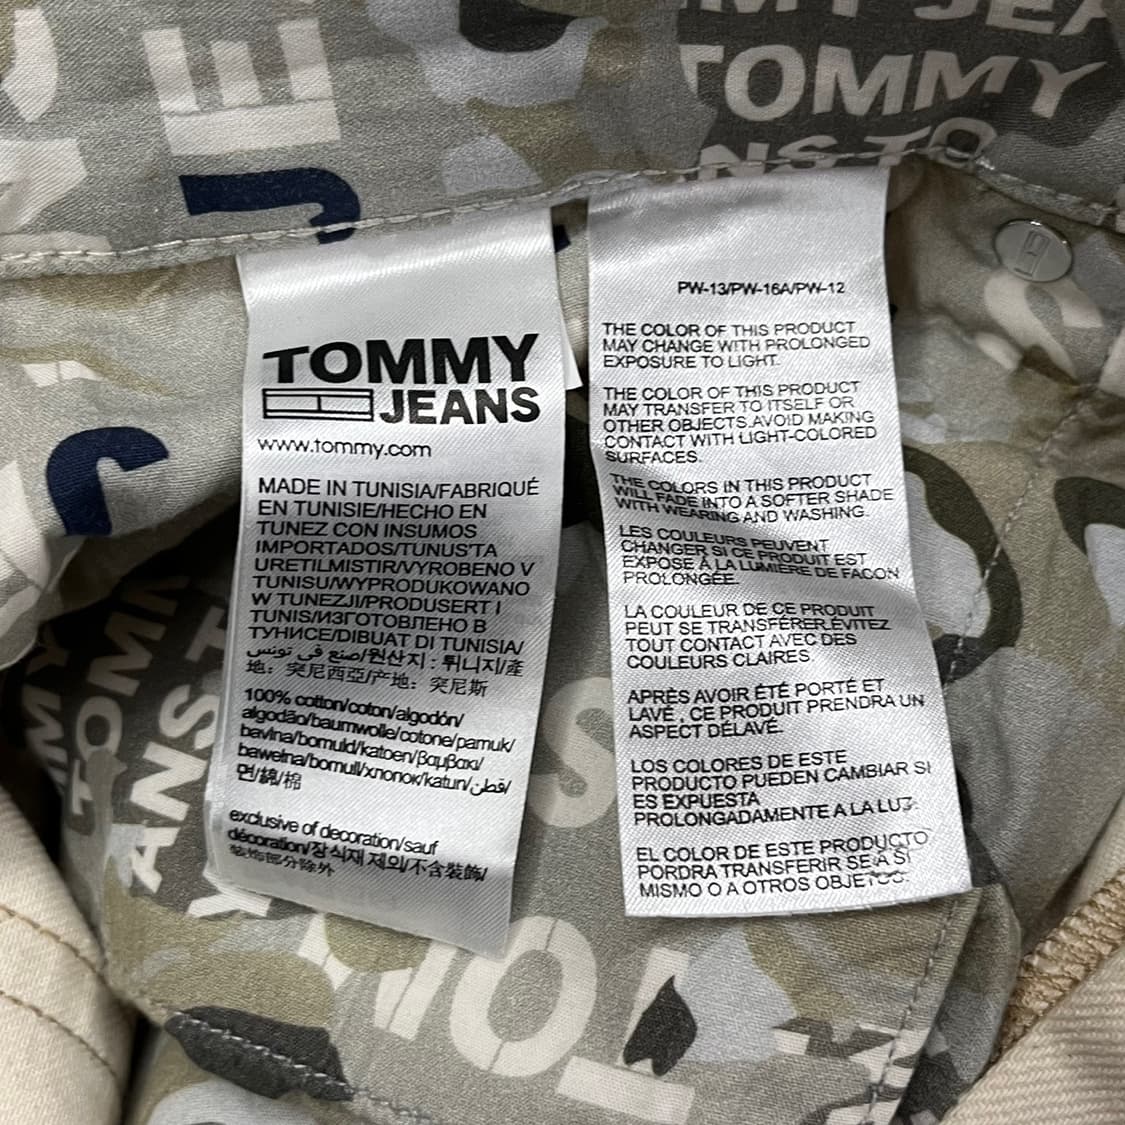 MY JEA
TOMMY
ANS TO
TOMMY
JEANS
www.tommy.com
MADE IN TUNISIA/FABRIQUÉ
EN TUNISIE/HECHO EN
TUNEZ CON INSUMOS
IMPORTADOS/TUNUS'TA
URETILMISTIR/VYROBENO V
TUNISU/WYPRODUKOWANO
W TUNEZJI/PRODUSERT I
TUNIS/ИЗГОТОВЛЕНО В
ТУНИСЕ/DIBUAT DI TUNISIA/
صنع في تونس/원산지 : 튀니지/產
地：突尼西亞/产地：突尼斯
100% cotton/coton/algodón/
algodão/baumwolle/cotone/pamuk/
bavlna/bomuld/katoen/βαμβακι/
bawełna/bomull/хлопок/katun/قطن/
면/綿/棉
exclusive of decoration/sauf
décoration/장식재 제외/不含裝飾/
装饰部分除外
PW-13/PW-16A/PW-12
THE COLOR OF THIS PRODUCT
MAY CHANGE WITH PROLONGED
EXPOSURE TO LIGHT.
THE COLOR OF THIS PRODUCT
MAY TRANSFER TO ITSELF OR
OTHER OBJECTS.AVOID MAKING
CONTACT WITH LIGHT-COLORED
SURFACES.
THE COLORS IN THIS PRODUCT
WILL FADE INTO A SOFTER SHADE
WITH WEARING AND WASHING.
LES COULEURS PEUVENT
CHANGER SI CE PRODUIT EST
EXPOSE À LA LUMIÈRE DE FACON
PROLONGÉE.
LA COULEUR DE CE PRODUIT
PEUT SE TRANSFÉRER.ÉVITEZ
TOUT CONTACT AVEC DES
COULEURS CLAIRES.
APRÈS AVOIR ÉTÉ PORTÉ ET
LAVÉ , CE PRODUIT PRENDRA UN
ASPECT DÉLAVÉ.
LOS COLORES DE ESTE
PRODUCTO PUEDEN CAMBIAR SI
ES EXPUESTA
PROLONGADAMENTE A LA LUZ.
EL COLOR DE ESTE PRODUCTO
PORDRA TRANSFERIR SE A SI
MISMO O A OTROS OBJETOS.